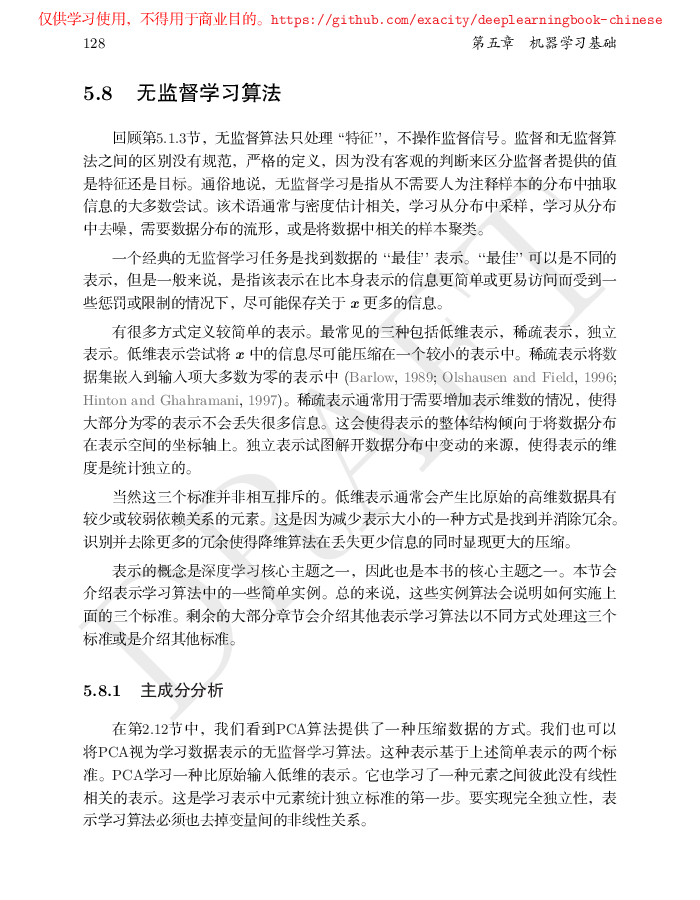 仅供学习使用，不得用于商业目的。https://github.com/exacity/deeplearningbook-chinese
128 第五章 机器学习基础
5.8 无监督学习算法
回顾第5.1.3节，无监督算法只处理 “特征’’，不操作监督信号。监督和无监督算
法之间的区别没有规范，严格的定义，因为没有客观的判断来区分监督者提供的值
是特征还是目标。通俗地说，无监督学习是指从不需要人为注释样本的分布中抽取
信息的大多数尝试。该术语通常与密度估计相关，学习从分布中采样，学习从分布
中去噪，需要数据分布的流形，或是将数据中相关的样本聚类。
一个经典的无监督学习任务是找到数据的 “最佳’’ 表示。“最佳’’ 可以是不同的
表示，但是一般来说，是指该表示在比本身表示的信息更简单或更易访问而受到一
些惩罚或限制的情况下，尽可能保存关于 x 更多的信息。
有很多方式定义较简单的表示。最常见的三种包括低维表示，稀疏表示，独立
表示。低维表示尝试将 x 中的信息尽可能压缩在一个较小的表示中。稀疏表示将数
据集嵌入到输入项大多数为零的表示中 (Barlow, 1989; Olshausen and Field, 1996;
Hinton and Ghahramani, 1997)。稀疏表示通常用于需要增加表示维数的情况，使得
大部分为零的表示不会丢失很多信息。这会使得表示的整体结构倾向于将数据分布
在表示空间的坐标轴上。独立表示试图解开数据分布中变动的来源，使得表示的维
度是统计独立的。
当然这三个标准并非相互排斥的。低维表示通常会产生比原始的高维数据具有
较少或较弱依赖关系的元素。这是因为减少表示大小的一种方式是找到并消除冗余。
识别并去除更多的冗余使得降维算法在丢失更少信息的同时显现更大的压缩。
表示的概念是深度学习核心主题之一，因此也是本书的核心主题之一。本节会
介绍表示学习算法中的一些简单实例。总的来说，这些实例算法会说明如何实施上
面的三个标准。剩余的大部分章节会介绍其他表示学习算法以不同方式处理这三个
标准或是介绍其他标准。
5.8.1 主成分分析
在第2.12节中，我们看到PCA算法提供了一种压缩数据的方式。我们也可以
将PCA视为学习数据表示的无监督学习算法。这种表示基于上述简单表示的两个标
准。PCA学习一种比原始输入低维的表示。它也学习了一种元素之间彼此没有线性
相关的表示。这是学习表示中元素统计独立标准的第一步。要实现完全独立性，表
示学习算法必须也去掉变量间的非线性关系。
DRAFT